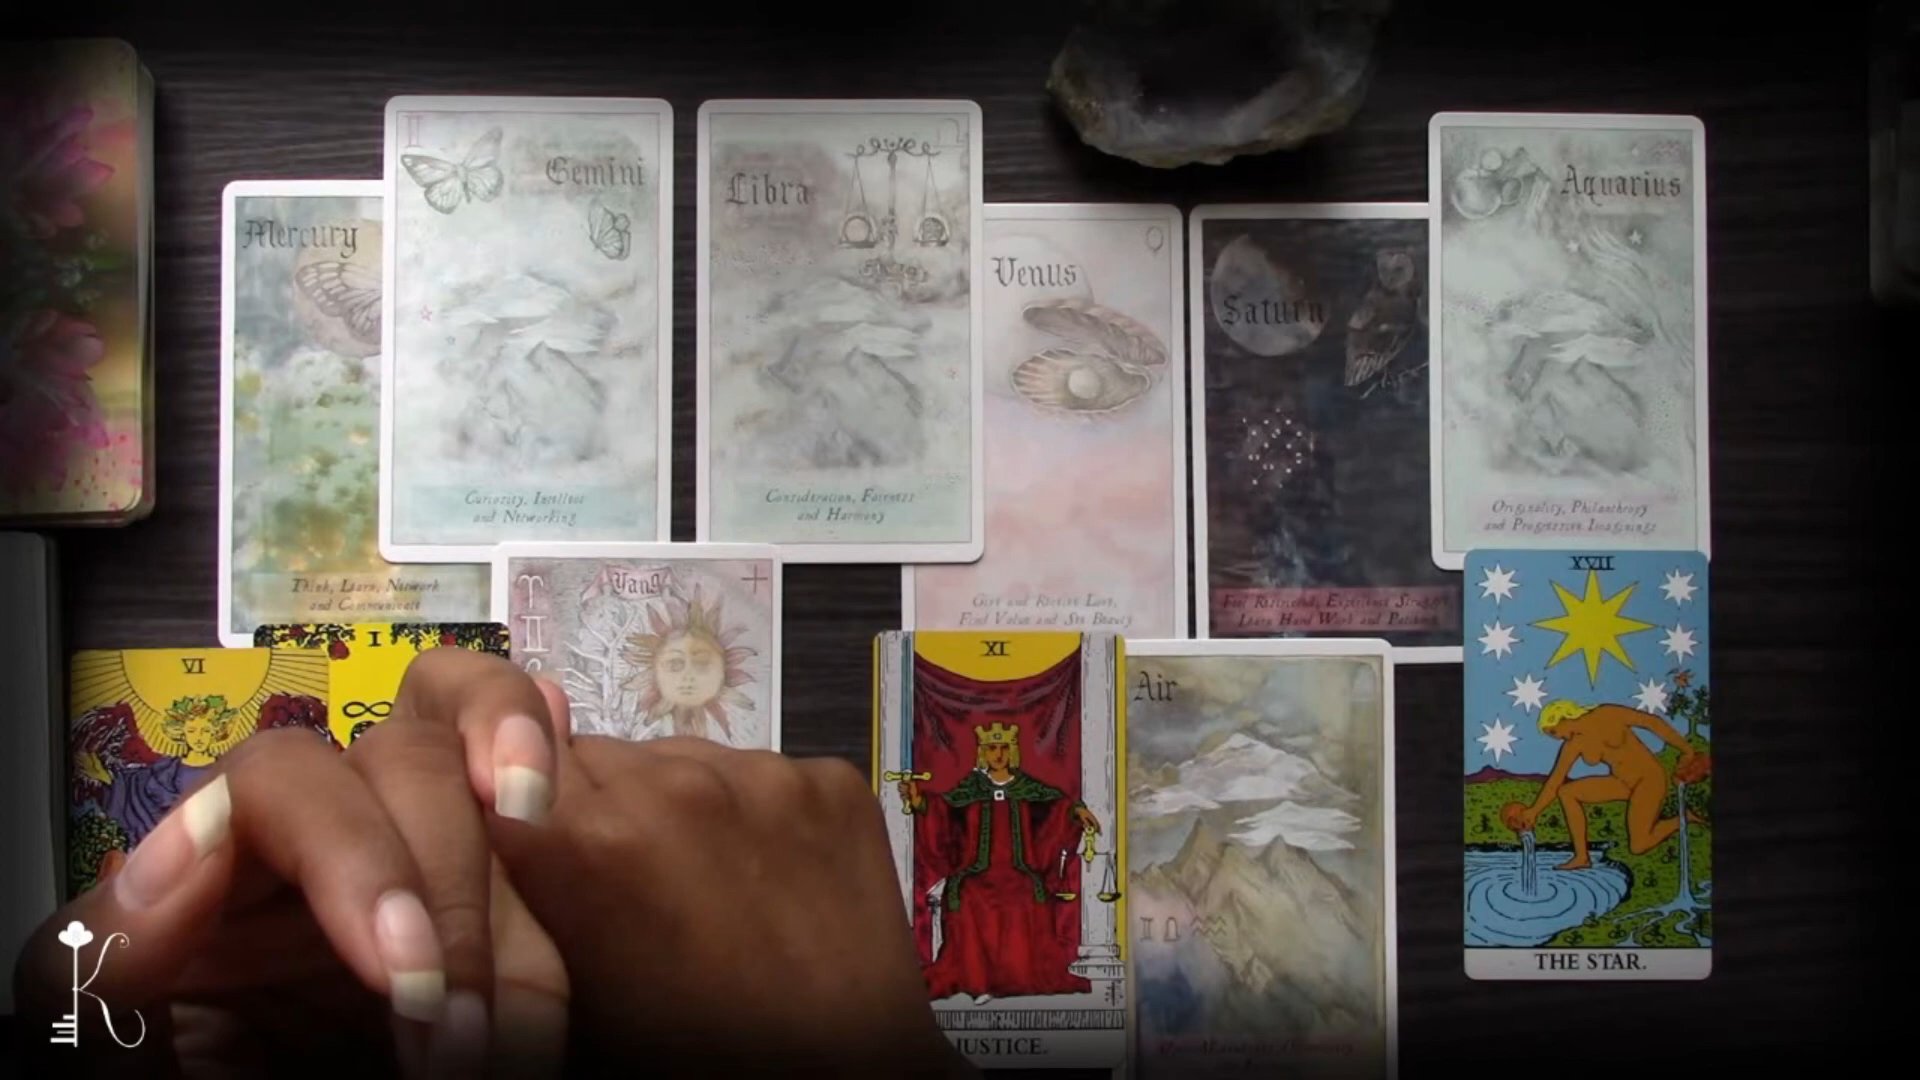 Gemini
Libra
Aquarius
Mercury
Venus
Saturn
Curiosity, Intellect
and Networking
Consideration, Fairness
and Harmony
Originality, Philanthropy
and Progressive Imaginings
Think, Learn, Network
and Communicate
Give and Receive Love,
Find Value and See Beauty
Feel Restricted, Experience Struggle,
Learn Hard Work and Patience
Yang
XVII
VI
I
XI
Air
THE STAR.
JUSTICE.
K